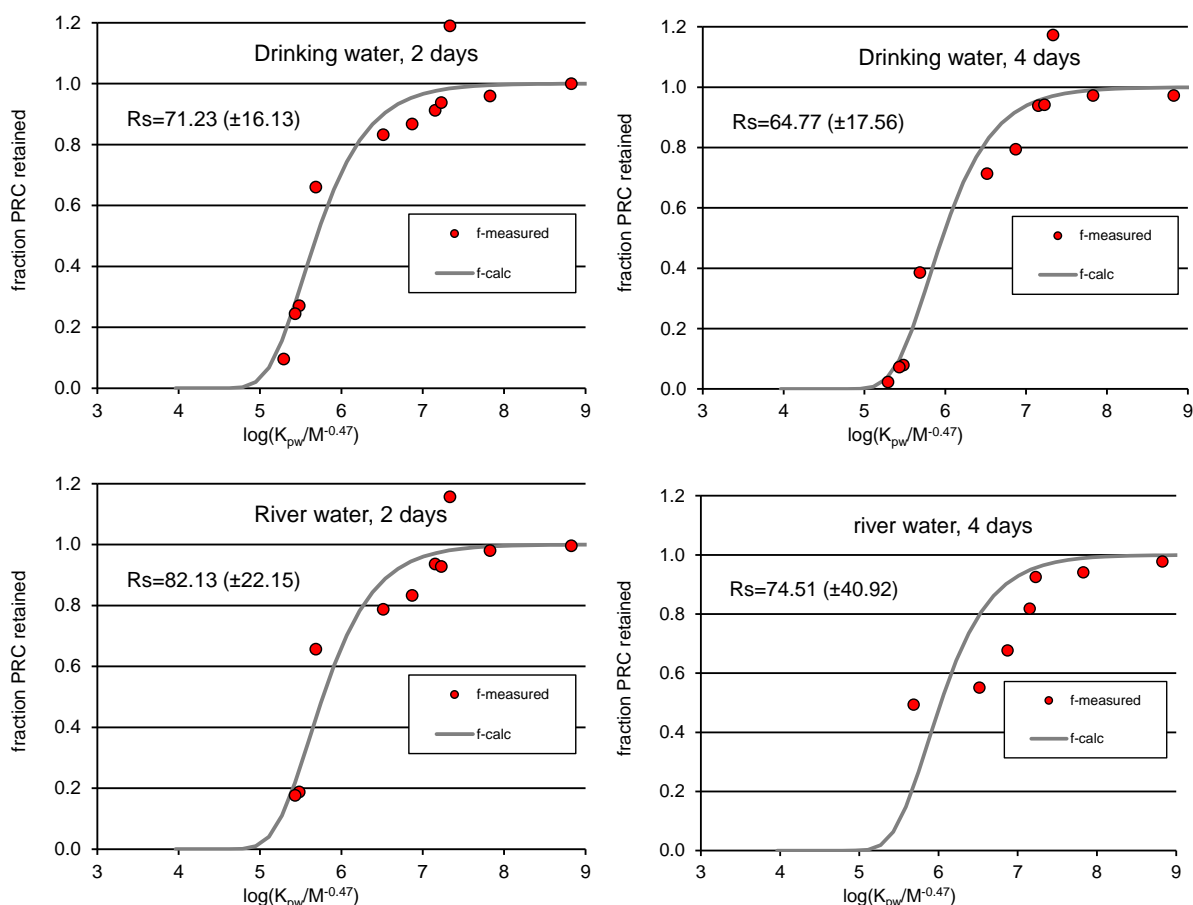 1.2
1.0
0.8
0.6
0.4
0.2
0.0
fraction PRC retained
Drinking water, 2 days
Rs=71.23 (±16.13)
f-measured
f-calc
3 4 5 6 7 8 9
log(Kpw/M-0.47)
1.2
1.0
0.8
0.6
0.4
0.2
0.0
fraction PRC retained
Drinking water, 4 days
Rs=64.77 (±17.56)
f-measured
f-calc
3 4 5 6 7 8 9
log(Kpw/M-0.47)
1.2
1.0
0.8
0.6
0.4
0.2
0.0
fraction PRC retained
River water, 2 days
Rs=82.13 (±22.15)
f-measured
f-calc
3 4 5 6 7 8 9
log(Kpw/M-0.47)
1.2
1.0
0.8
0.6
0.4
0.2
0.0
fraction PRC retained
river water, 4 days
Rs=74.51 (±40.92)
f-measured
f-calc
3 4 5 6 7 8 9
log(Kpw/M-0.47)